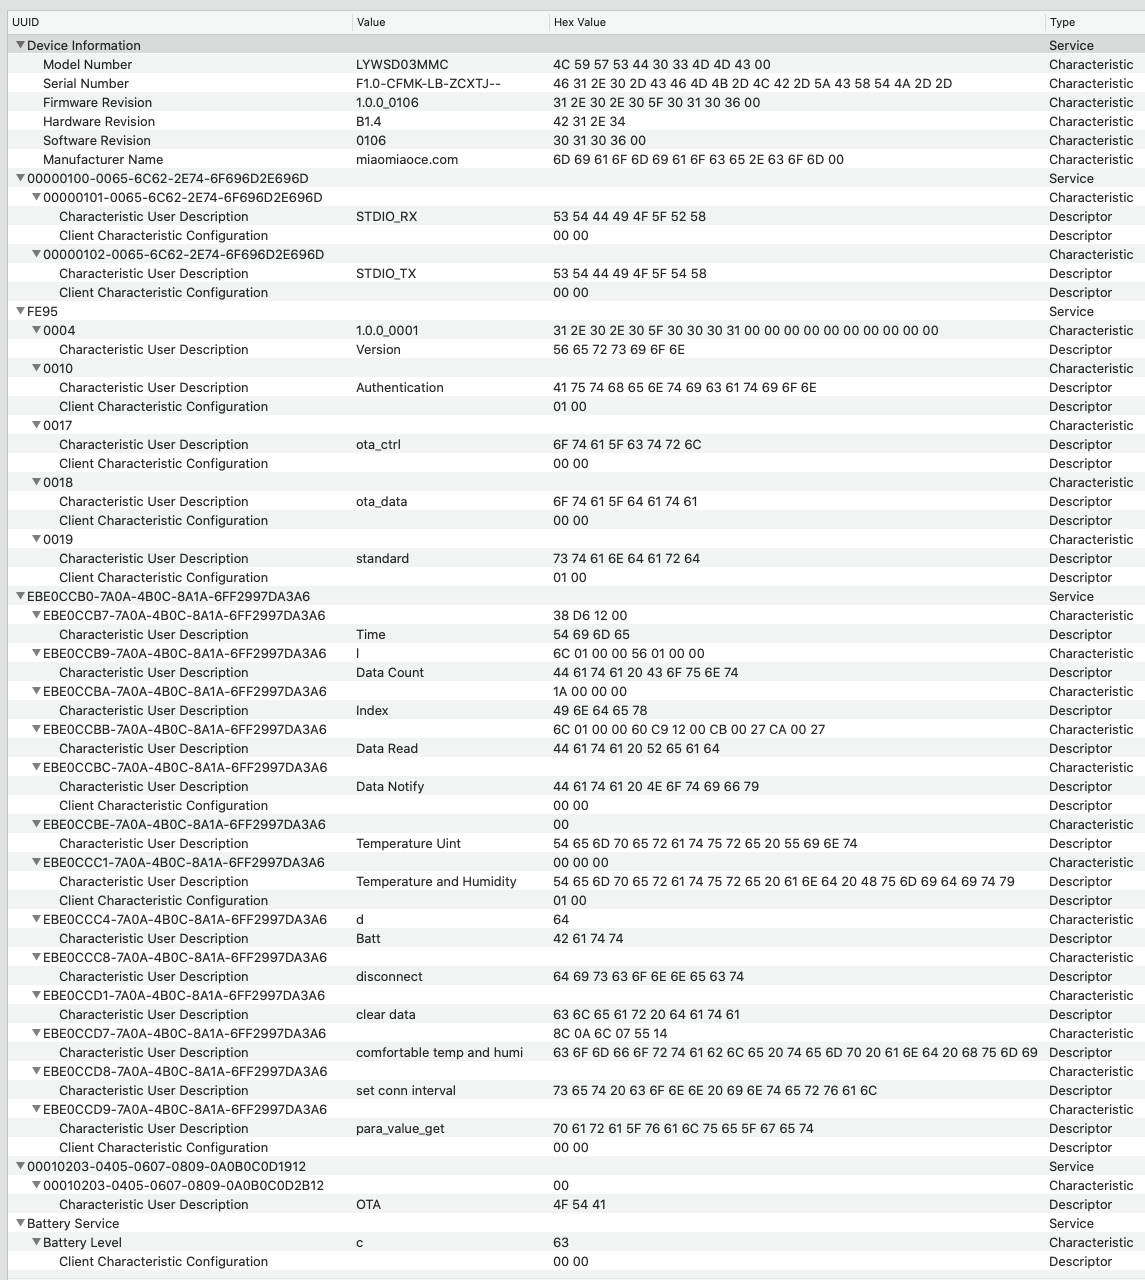 UUID Value Hex Value Type
Device Information Service
Model Number LYWSD03MMC 4C 59 57 53 44 30 33 4D 4D 43 00 Characteristic
Serial Number F1.0-CFMK-LB-ZCXTJ-- 46 31 2E 30 2D 43 46 4D 4B 2D 4C 42 2D 5A 43 58 54 4A 2D 2D Characteristic
Firmware Revision 1.0.0_0106 31 2E 30 2E 30 5F 30 31 30 36 00 Characteristic
Hardware Revision B1.4 42 31 2E 34 Characteristic
Software Revision 0106 30 31 30 36 00 Characteristic
Manufacturer Name miaomiaoce.com 6D 69 61 6F 6D 69 61 6F 63 65 2E 63 6F 6D 00 Characteristic
00000100-0065-6C62-2E74-6F696D2E696D Service
00000101-0065-6C62-2E74-6F696D2E696D Characteristic
Characteristic User Description STDIO_RX 53 54 44 49 4F 5F 52 58 Descriptor
Client Characteristic Configuration 00 00 Descriptor
00000102-0065-6C62-2E74-6F696D2E696D Characteristic
Characteristic User Description STDIO_TX 53 54 44 49 4F 5F 54 58 Descriptor
Client Characteristic Configuration 00 00 Descriptor
FE95 Service
0004 1.0.0_0001 31 2E 30 2E 30 5F 30 30 30 31 00 00 00 00 00 00 00 00 00 00 Characteristic
Characteristic User Description Version 56 65 72 73 69 6F 6E Descriptor
0010 Characteristic
Characteristic User Description Authentication 41 75 74 68 65 6E 74 69 63 61 74 69 6F 6E Descriptor
Client Characteristic Configuration 01 00 Descriptor
0017 Characteristic
Characteristic User Description ota_ctrl 6F 74 61 5F 63 74 72 6C Descriptor
Client Characteristic Configuration 00 00 Descriptor
0018 Characteristic
Characteristic User Description ota_data 6F 74 61 5F 64 61 74 61 Descriptor
Client Characteristic Configuration 00 00 Descriptor
0019 Characteristic
Characteristic User Description standard 73 74 61 6E 64 61 72 64 Descriptor
Client Characteristic Configuration 01 00 Descriptor
EBE0CCB0-7A0A-4B0C-8A1A-6FF2997DA3A6 Service
EBE0CCB7-7A0A-4B0C-8A1A-6FF2997DA3A6 38 D6 12 00 Characteristic
Characteristic User Description Time 54 69 6D 65 Descriptor
EBE0CCB9-7A0A-4B0C-8A1A-6FF2997DA3A6 l 6C 01 00 00 56 01 00 00 Characteristic
Characteristic User Description Data Count 44 61 74 61 20 43 6F 75 6E 74 Descriptor
EBE0CCBA-7A0A-4B0C-8A1A-6FF2997DA3A6 1A 00 00 00 Characteristic
Characteristic User Description Index 49 6E 64 65 78 Descriptor
EBE0CCBB-7A0A-4B0C-8A1A-6FF2997DA3A6 6C 01 00 00 60 C9 12 00 CB 00 27 CA 00 27 Characteristic
Characteristic User Description Data Read 44 61 74 61 20 52 65 61 64 Descriptor
EBE0CCBC-7A0A-4B0C-8A1A-6FF2997DA3A6 Characteristic
Characteristic User Description Data Notify 44 61 74 61 20 4E 6F 74 69 66 79 Descriptor
Client Characteristic Configuration 00 00 Descriptor
EBE0CCBE-7A0A-4B0C-8A1A-6FF2997DA3A6 00 Characteristic
Characteristic User Description Temperature Uint 54 65 6D 70 65 72 61 74 75 72 65 20 55 69 6E 74 Descriptor
EBE0CCC1-7A0A-4B0C-8A1A-6FF2997DA3A6 00 00 00 Characteristic
Characteristic User Description Temperature and Humidity 54 65 6D 70 65 72 61 74 75 72 65 20 61 6E 64 20 48 75 6D 69 64 69 74 79 Descriptor
Client Characteristic Configuration 01 00 Descriptor
EBE0CCC4-7A0A-4B0C-8A1A-6FF2997DA3A6 d 64 Characteristic
Characteristic User Description Batt 42 61 74 74 Descriptor
EBE0CCC8-7A0A-4B0C-8A1A-6FF2997DA3A6 Characteristic
Characteristic User Description disconnect 64 69 73 63 6F 6E 6E 65 63 74 Descriptor
EBE0CCD1-7A0A-4B0C-8A1A-6FF2997DA3A6 Characteristic
Characteristic User Description clear data 63 6C 65 61 72 20 64 61 74 61 Descriptor
EBE0CCD7-7A0A-4B0C-8A1A-6FF2997DA3A6 8C 0A 6C 07 55 14 Characteristic
Characteristic User Description comfortable temp and humi 63 6F 6D 66 6F 72 74 61 62 6C 65 20 74 65 6D 70 20 61 6E 64 20 68 75 6D 69 Descriptor
EBE0CCD8-7A0A-4B0C-8A1A-6FF2997DA3A6 Characteristic
Characteristic User Description set conn interval 73 65 74 20 63 6F 6E 6E 20 69 6E 74 65 72 76 61 6C Descriptor
EBE0CCD9-7A0A-4B0C-8A1A-6FF2997DA3A6 Characteristic
Characteristic User Description para_value_get 70 61 72 61 5F 76 61 6C 75 65 5F 67 65 74 Descriptor
Client Characteristic Configuration 00 00 Descriptor
00010203-0405-0607-0809-0A0B0C0D1912 Service
00010203-0405-0607-0809-0A0B0C0D2B12 00 Characteristic
Characteristic User Description OTA 4F 54 41 Descriptor
Battery Service Service
Battery Level c 63 Characteristic
Client Characteristic Configuration 00 00 Descriptor